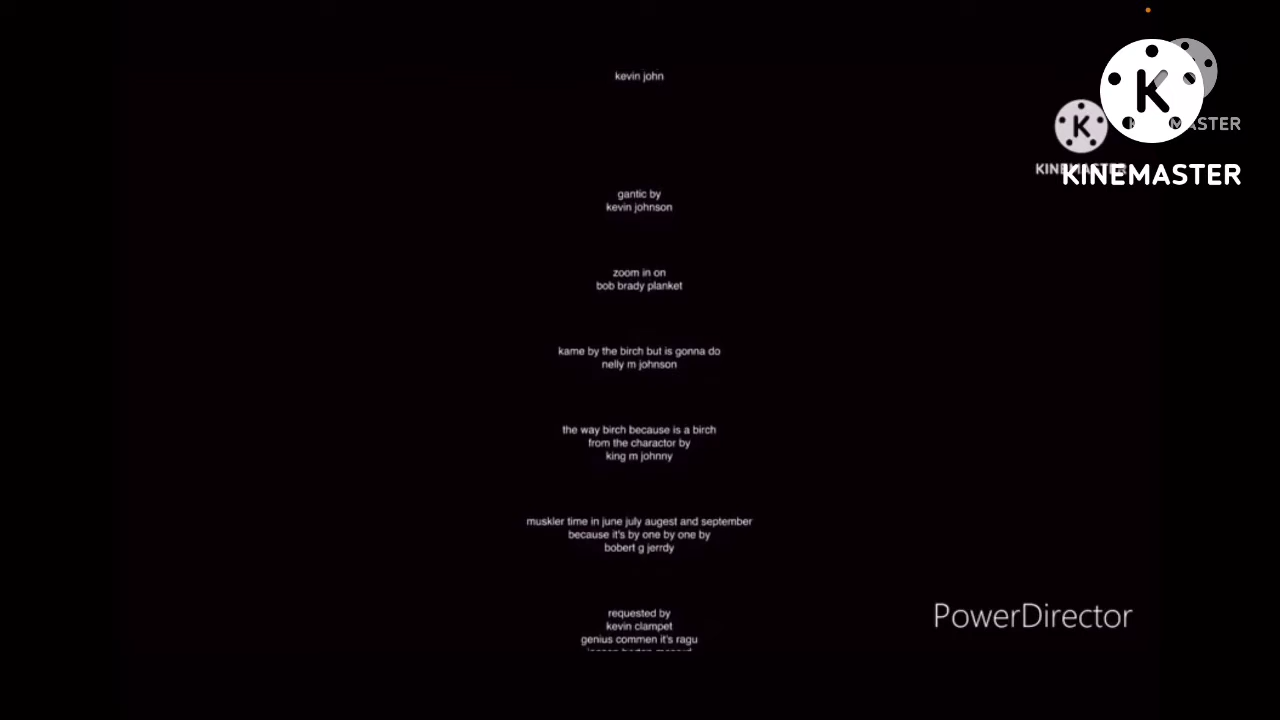 kevin john
gantic by
kevin johnson
zoom in on
bob brady planket
kame by the birch but is gonna do
nelly m johnson
the way birch because is a birch
from the charactor by
king m johnny
muskler time in june july augest and september
because it's by one by one by
bobert g jerrdy
requested by
kevin clampet
genius commen it's ragu
K
KINEMASTER
K
KINEMASTER
KINEMASTER
PowerDirector